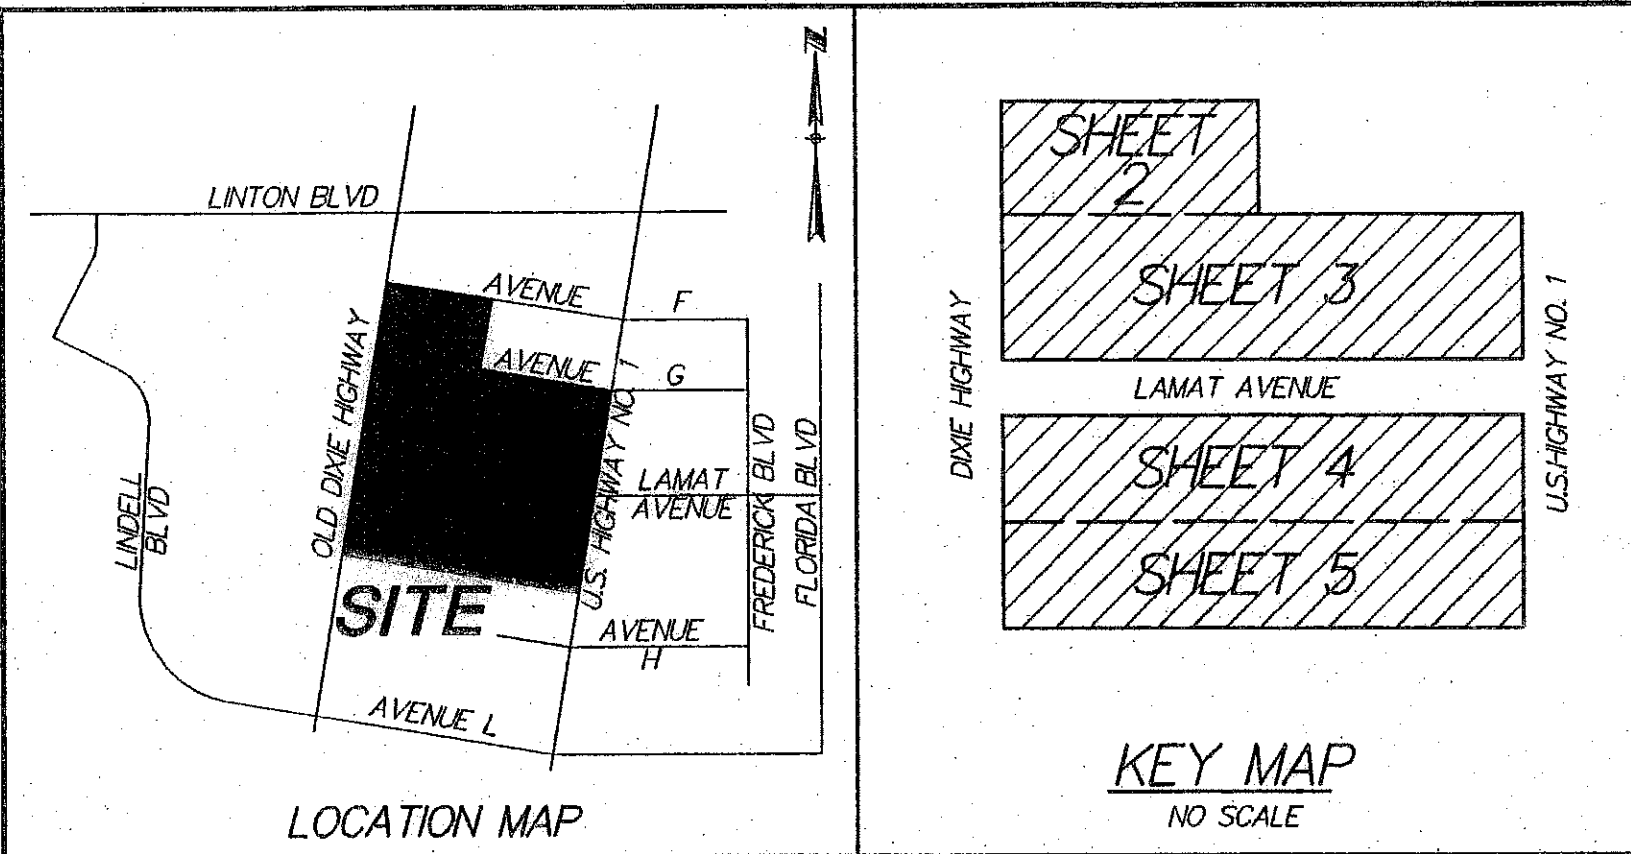 N
LINTON BLVD
AVENUE F
AVENUE G
OLD DIXIE HIGHWAY
U.S. HIGHWAY NO. 1
LAMAT
AVENUE
FREDERICK BLVD
FLORIDA BLVD
LINDELL
BLVD
SITE
AVENUE
H
AVENUE L
LOCATION MAP
SHEET
2
SHEET 3
DIXIE HIGHWAY
LAMAT AVENUE
U.S.HIGHWAY NO. 1
SHEET 4
SHEET 5
KEY MAP
NO SCALE